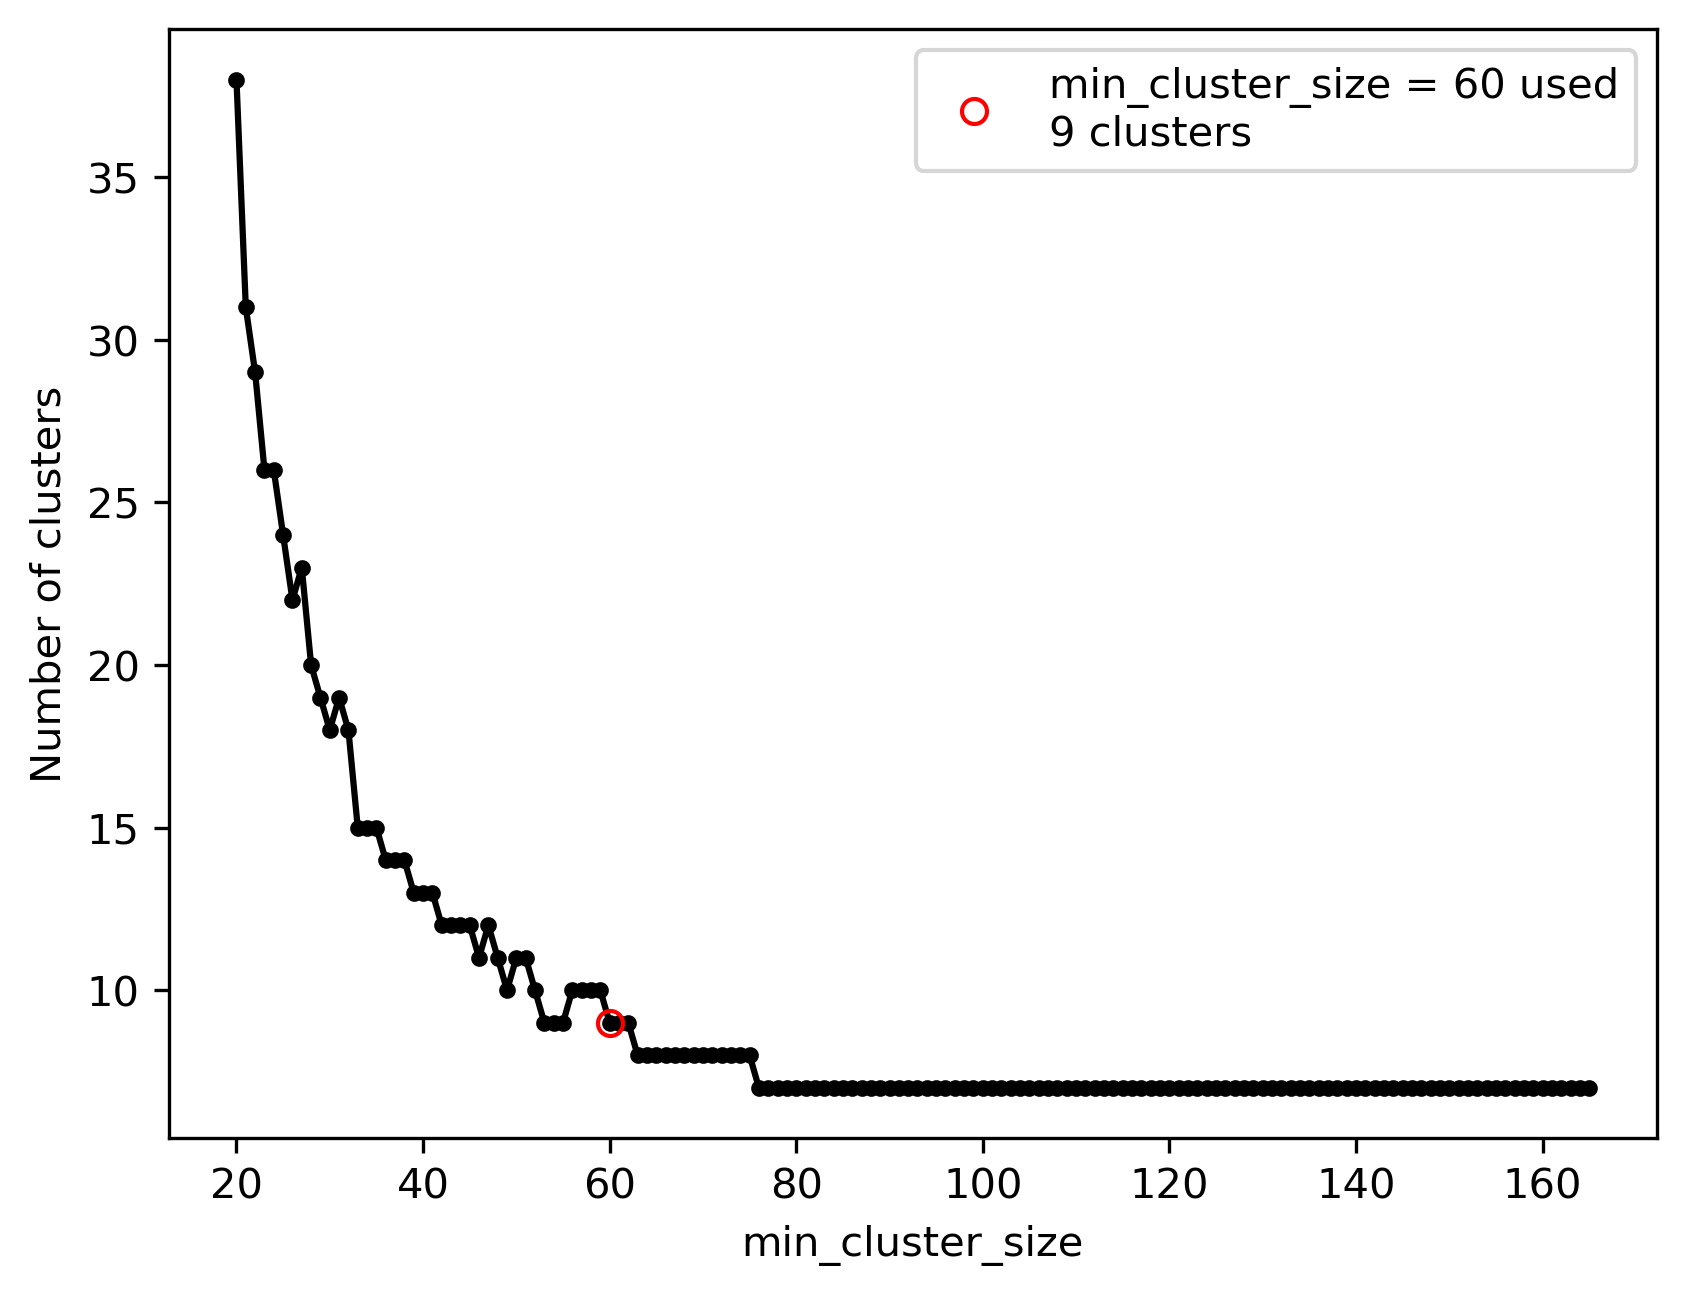 min_cluster_size = 60 used
9 clusters
35
30
25
20
15
10
Number of clusters
20 40 60 80 100 120 140 160
min_cluster_size